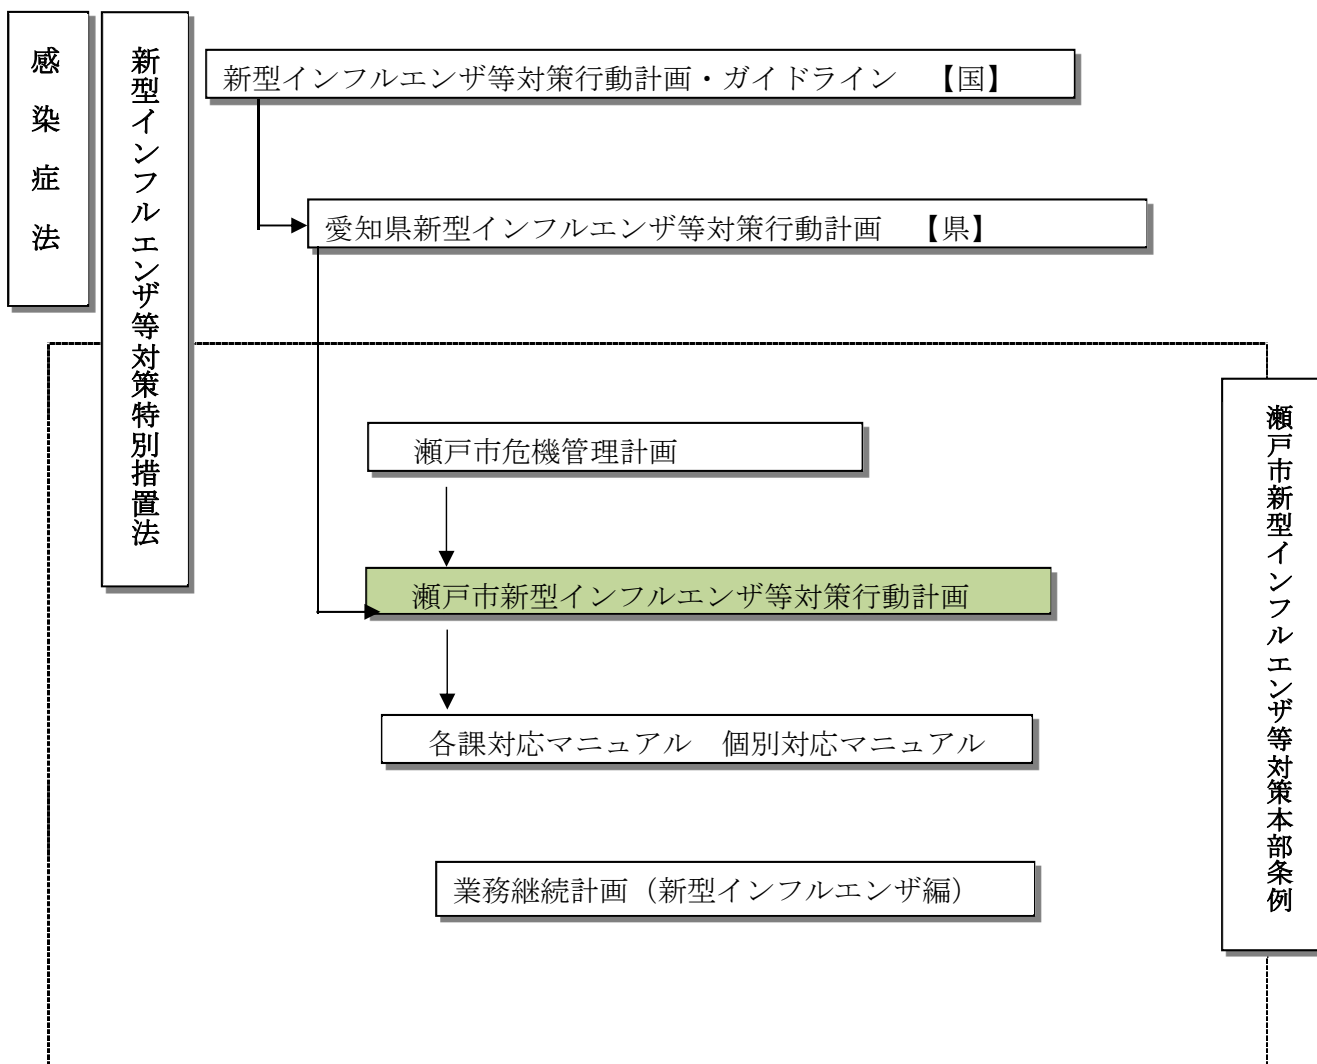 感染症法
新型インフルエンザ等対策特別措置法
新型インフルエンザ等対策行動計画・ガイドライン　【国】
愛知県新型インフルエンザ等対策行動計画　【県】
瀬戸市危機管理計画
瀬戸市新型インフルエンザ等対策行動計画
各課対応マニュアル　個別対応マニュアル
業務継続計画（新型インフルエンザ編）
瀬戸市新型インフルエンザ等対策本部条例